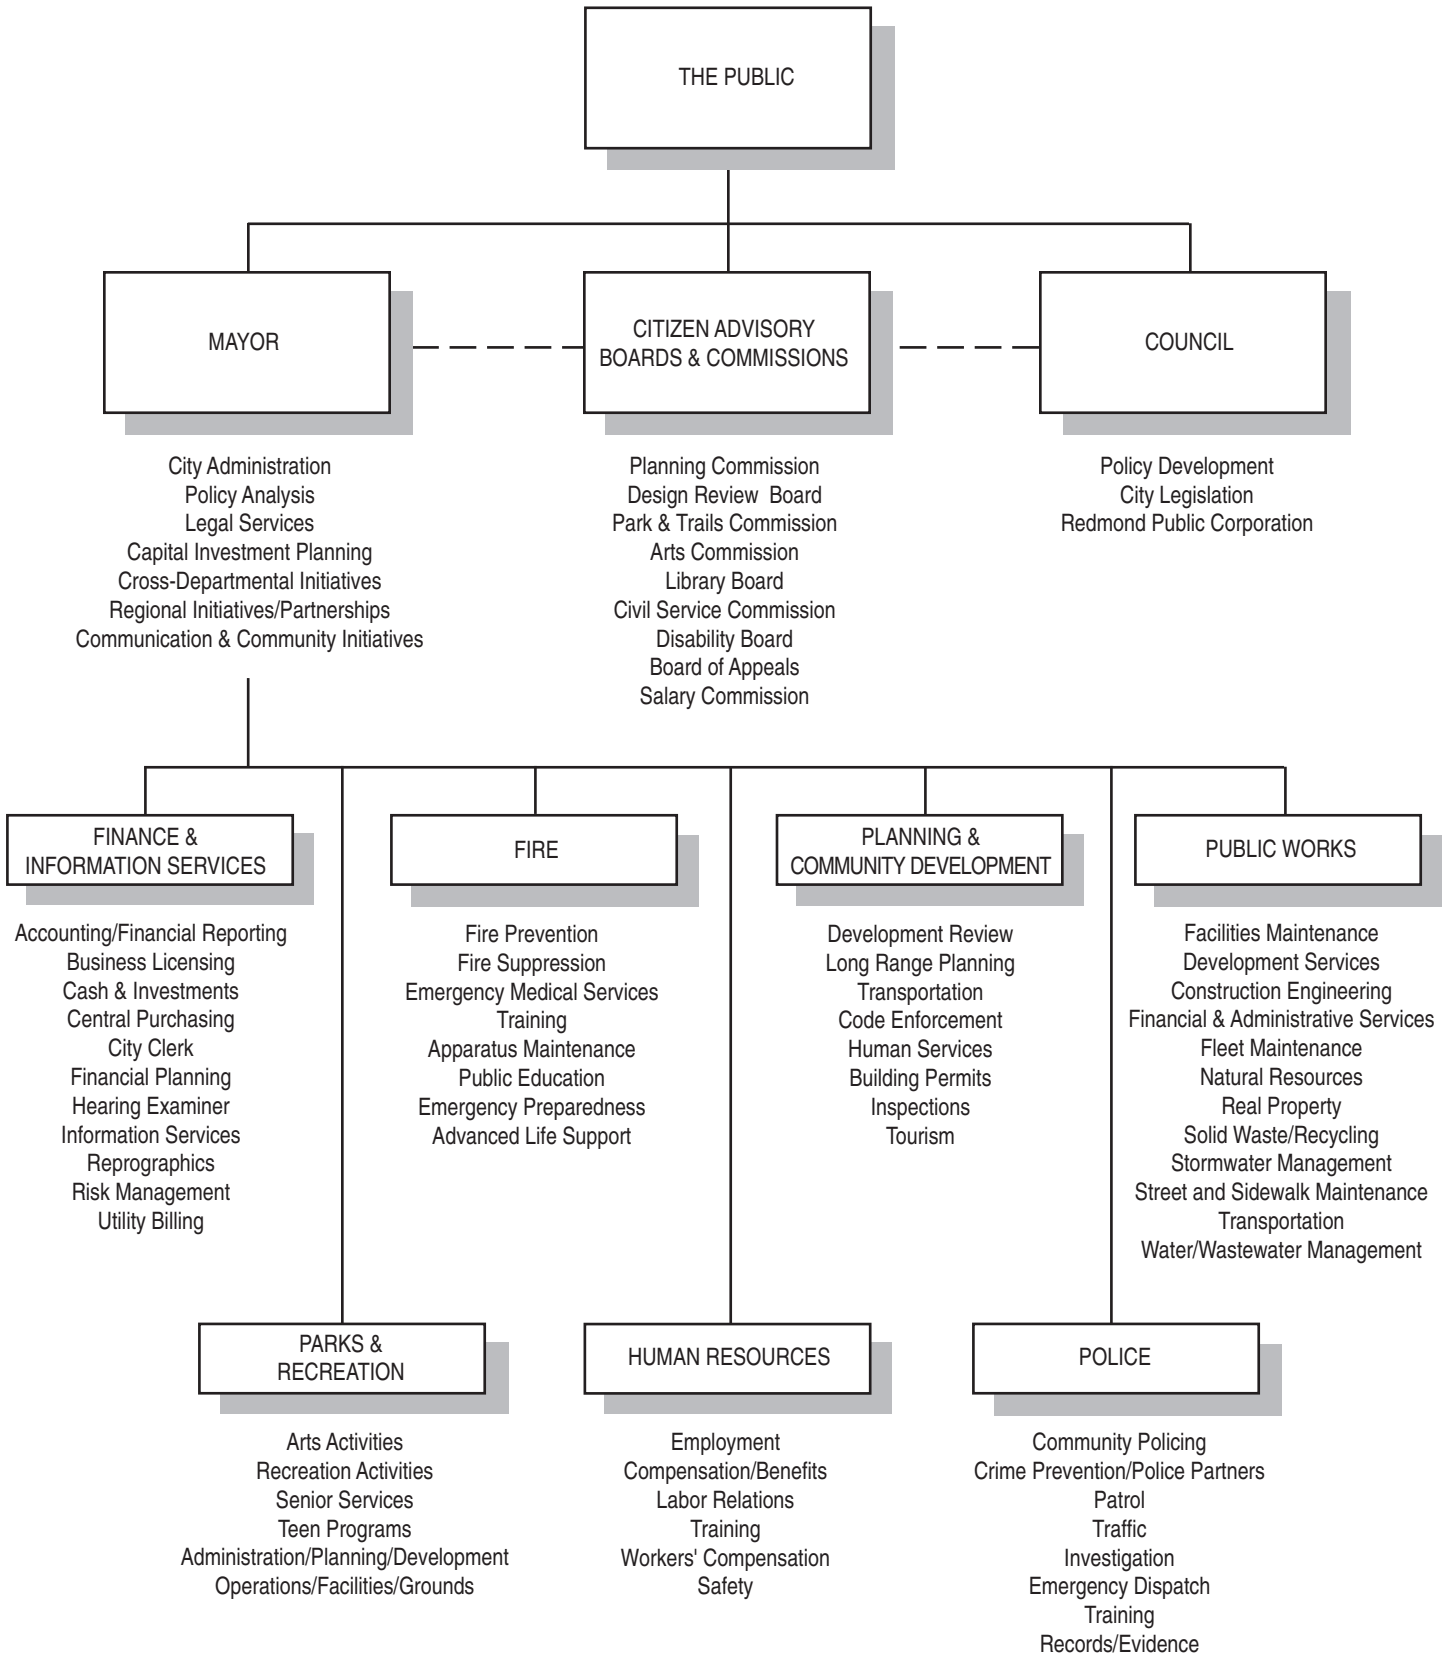 THE PUBLIC
MAYOR
City Administration
Policy Analysis
Legal Services
Capital Investment Planning
Cross-Departmental Initiatives
Regional Initiatives/Partnerships
Communication & Community Initiatives
CITIZEN ADVISORY
BOARDS & COMMISSIONS
Planning Commission
Design Review Board
Park & Trails Commission
Arts Commission
Library Board
Civil Service Commission
Disability Board
Board of Appeals
Salary Commission
COUNCIL
Policy Development
City Legislation
Redmond Public Corporation
FINANCE &
INFORMATION SERVICES
Accounting/Financial Reporting
Business Licensing
Cash & Investments
Central Purchasing
City Clerk
Financial Planning
Hearing Examiner
Information Services
Reprographics
Risk Management
Utility Billing
FIRE
Fire Prevention
Fire Suppression
Emergency Medical Services
Training
Apparatus Maintenance
Public Education
Emergency Preparedness
Advanced Life Support
PLANNING &
COMMUNITY DEVELOPMENT
Development Review
Long Range Planning
Transportation
Code Enforcement
Human Services
Building Permits
Inspections
Tourism
PUBLIC WORKS
Facilities Maintenance
Development Services
Construction Engineering
Financial & Administrative Services
Fleet Maintenance
Natural Resources
Real Property
Solid Waste/Recycling
Stormwater Management
Street and Sidewalk Maintenance
Transportation
Water/Wastewater Management
PARKS &
RECREATION
Arts Activities
Recreation Activities
Senior Services
Teen Programs
Administration/Planning/Development
Operations/Facilities/Grounds
HUMAN RESOURCES
Employment
Compensation/Benefits
Labor Relations
Training
Workers' Compensation
Safety
POLICE
Community Policing
Crime Prevention/Police Partners
Patrol
Traffic
Investigation
Emergency Dispatch
Training
Records/Evidence